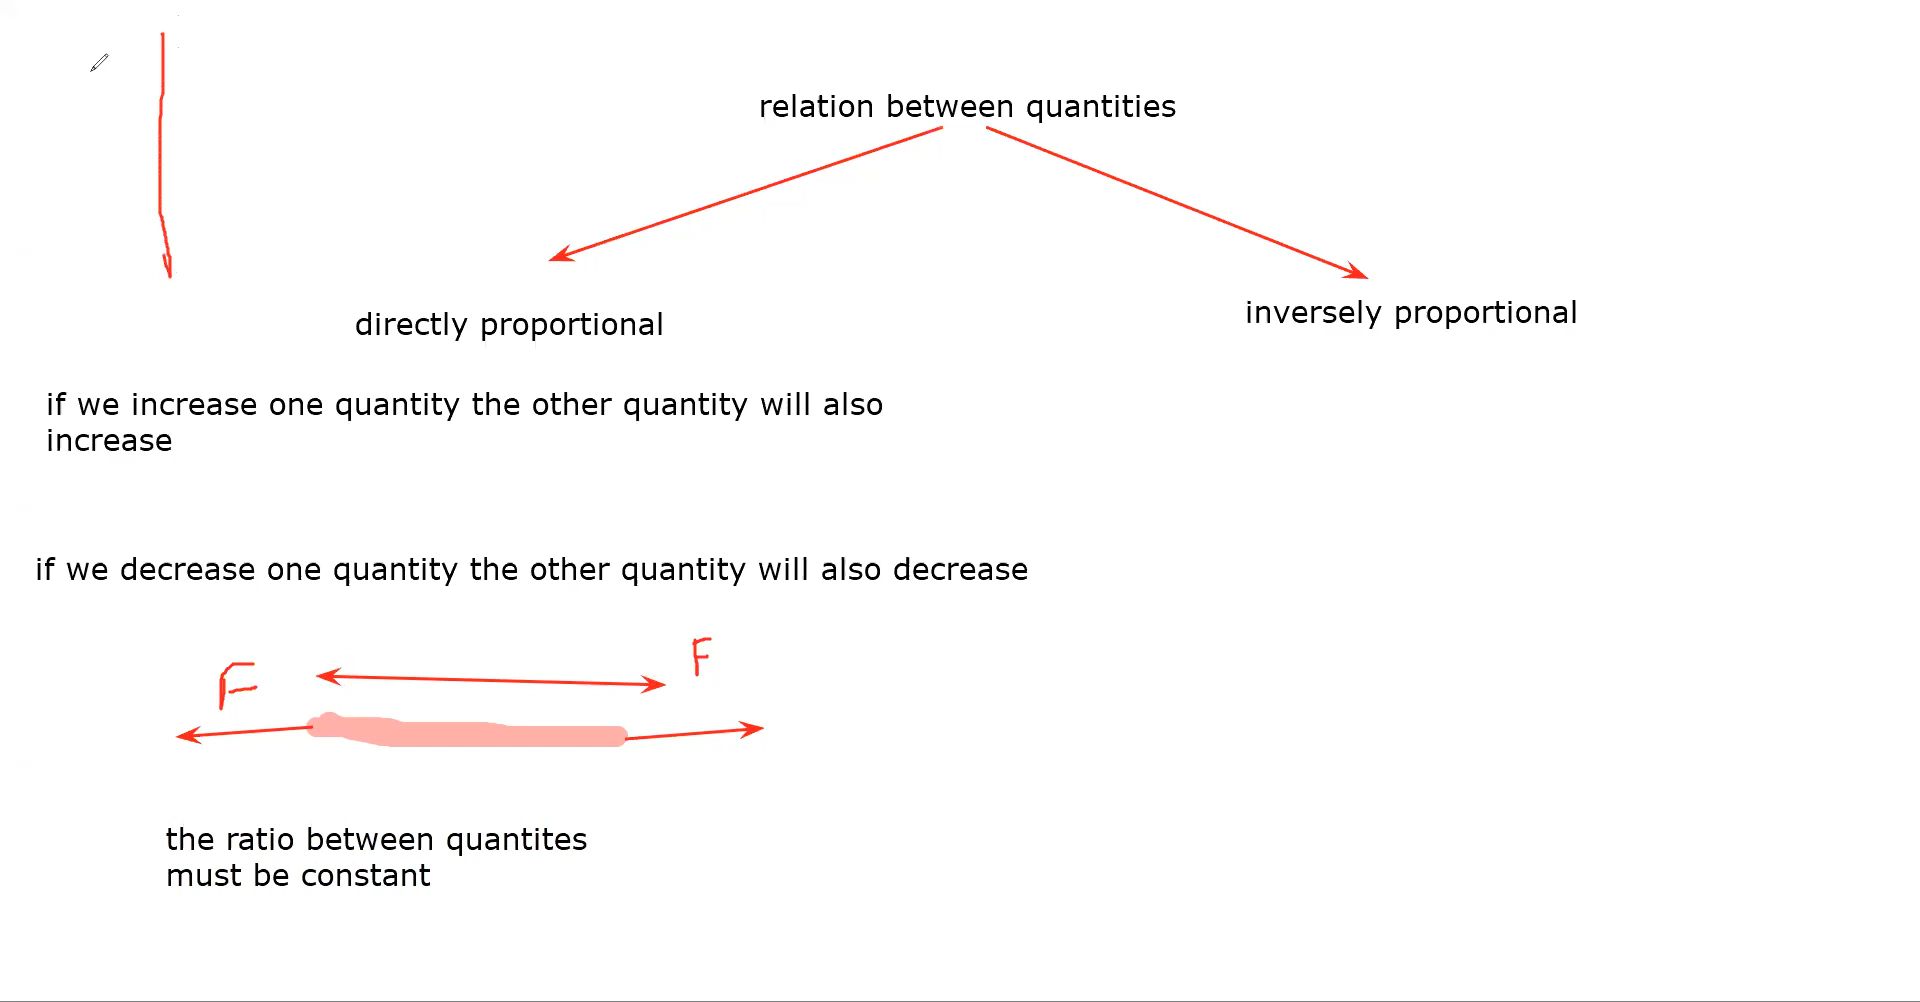 relation between quantities
directly proportional
inversely proportional
if we increase one quantity the other quantity will also
increase
if we decrease one quantity the other quantity will also decrease
F
F
the ratio between quantites
must be constant